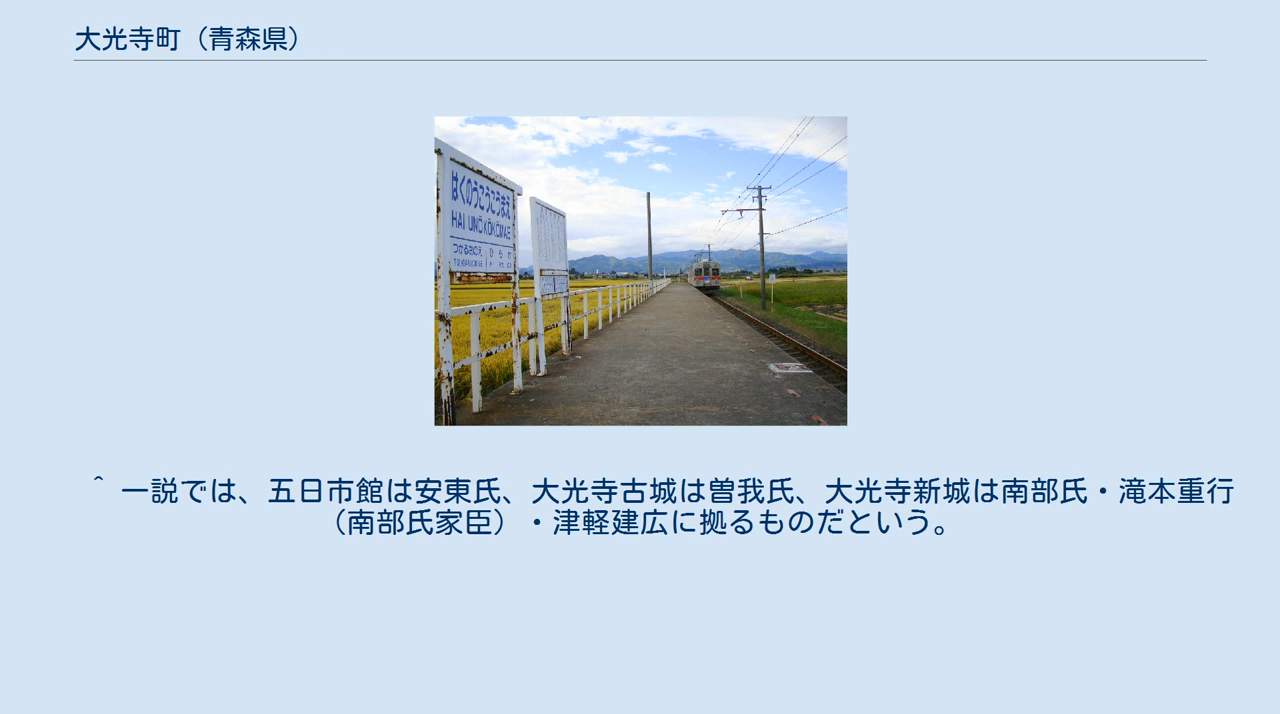 大光寺町（青森県）
はくのうこうこうまえ
＾ 一説では、五日市館は安東氏、大光寺古城は曽我氏、大光寺新城は南部氏・滝本重行
（南部氏家臣）・津軽建広に拠るものだという。